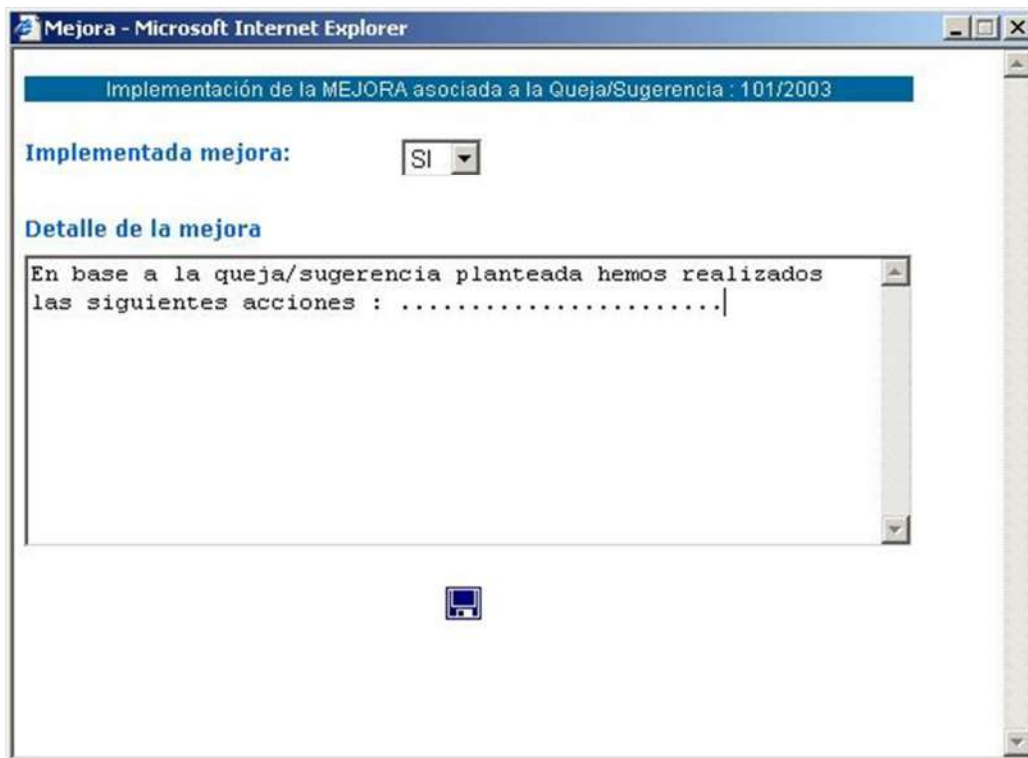 Mejora - Microsoft Internet Explorer
Implementación de la MEJORA asociada a la Queja/Sugerencia : 101/2003
Implementada mejora: SI
Detalle de la mejora
En base a la queja/sugerencia planteada hemos realizados
las siguientes acciones : .......................